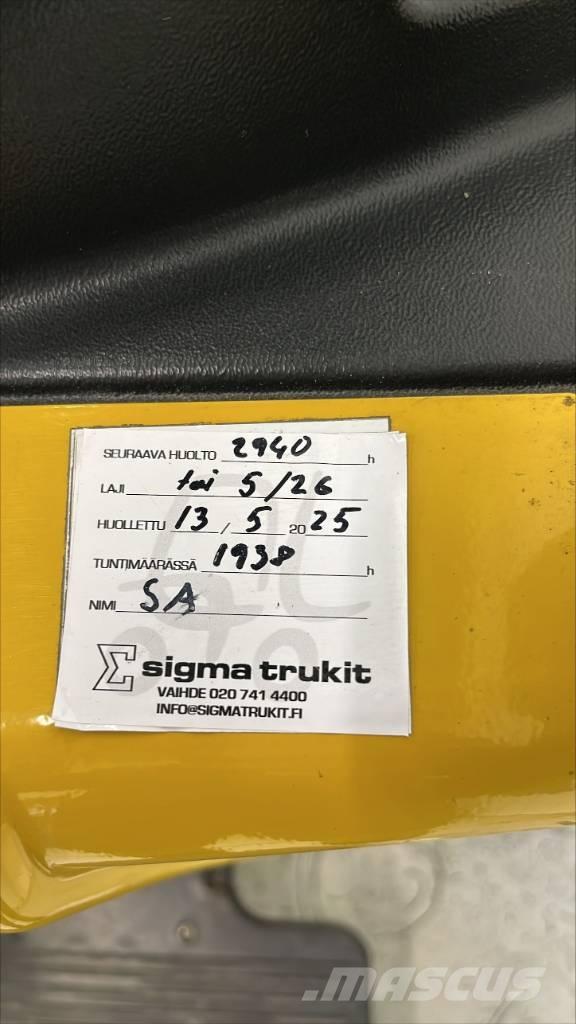 SEURAAVA HUOLTO 2940 h
LAJI tai 5/26
HUOLLETTU 13 / 5 20 25
TUNTIMÄÄRÄSSÄ 1938 h
NIMI SA
Σ sigma trukit
VAIHDE 020 741 4400
INFO@SIGMATRUKIT.FI
MASCUS